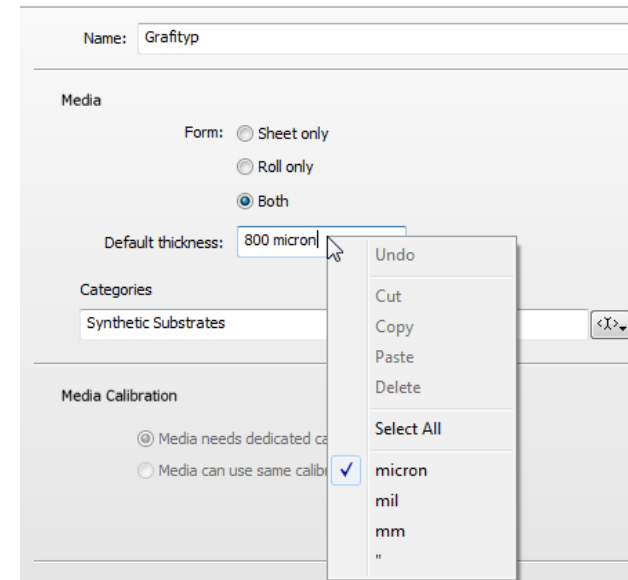 Name: Grafityp
Media
Form: Sheet only
Roll only
Both
Default thickness: 800 micron
Categories
Synthetic Substrates
Media Calibration
Media needs dedicated ca
Media can use same calib
Undo
Cut
Copy
Paste
Delete
Select All
micron
mil
mm
"